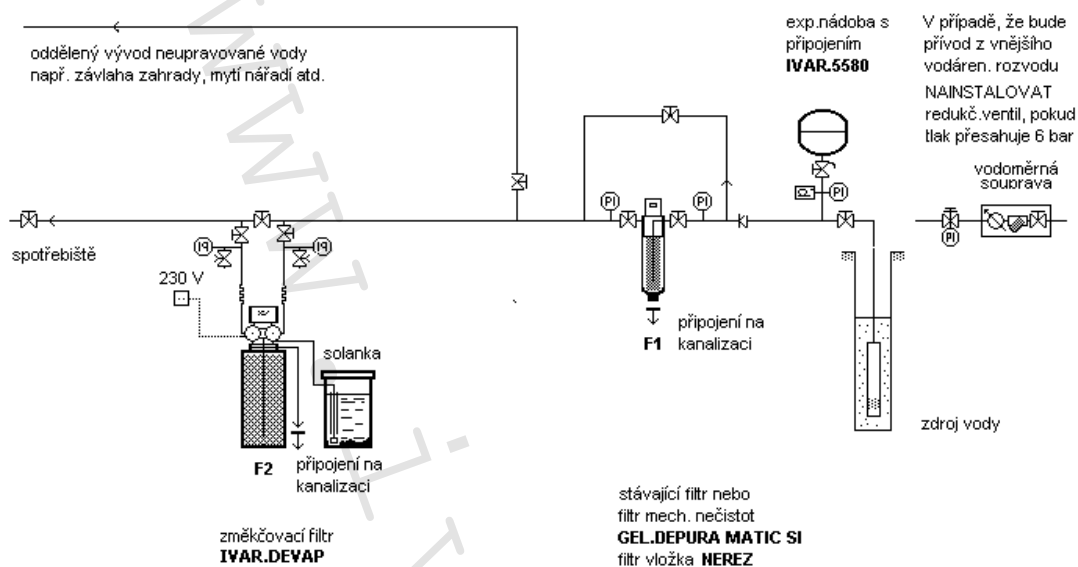 oddělený vývod neupravované vody
např. závlaha zahrady, mytí nářadí atd.
exp.nádoba s
připojením
IVAR.5580
V případě, že bude
přívod z vnějšího
vodáren. rozvodu
NAINSTALOVAT
redukč.ventil, pokud
tlak přesahuje 6 bar
vodoměrná
souprava
PI
PI
PI
PI
PI
PI
spotřebiště
230 V
solanka
F1
připojení na
kanalizaci
zdroj vody
F2
připojení na
kanalizaci
změkčovací filtr
IVAR.DEVAP
stávající filtr nebo
filtr mech. nečistot
GEL.DEPURA MATIC SI
filtr vložka NEREZ